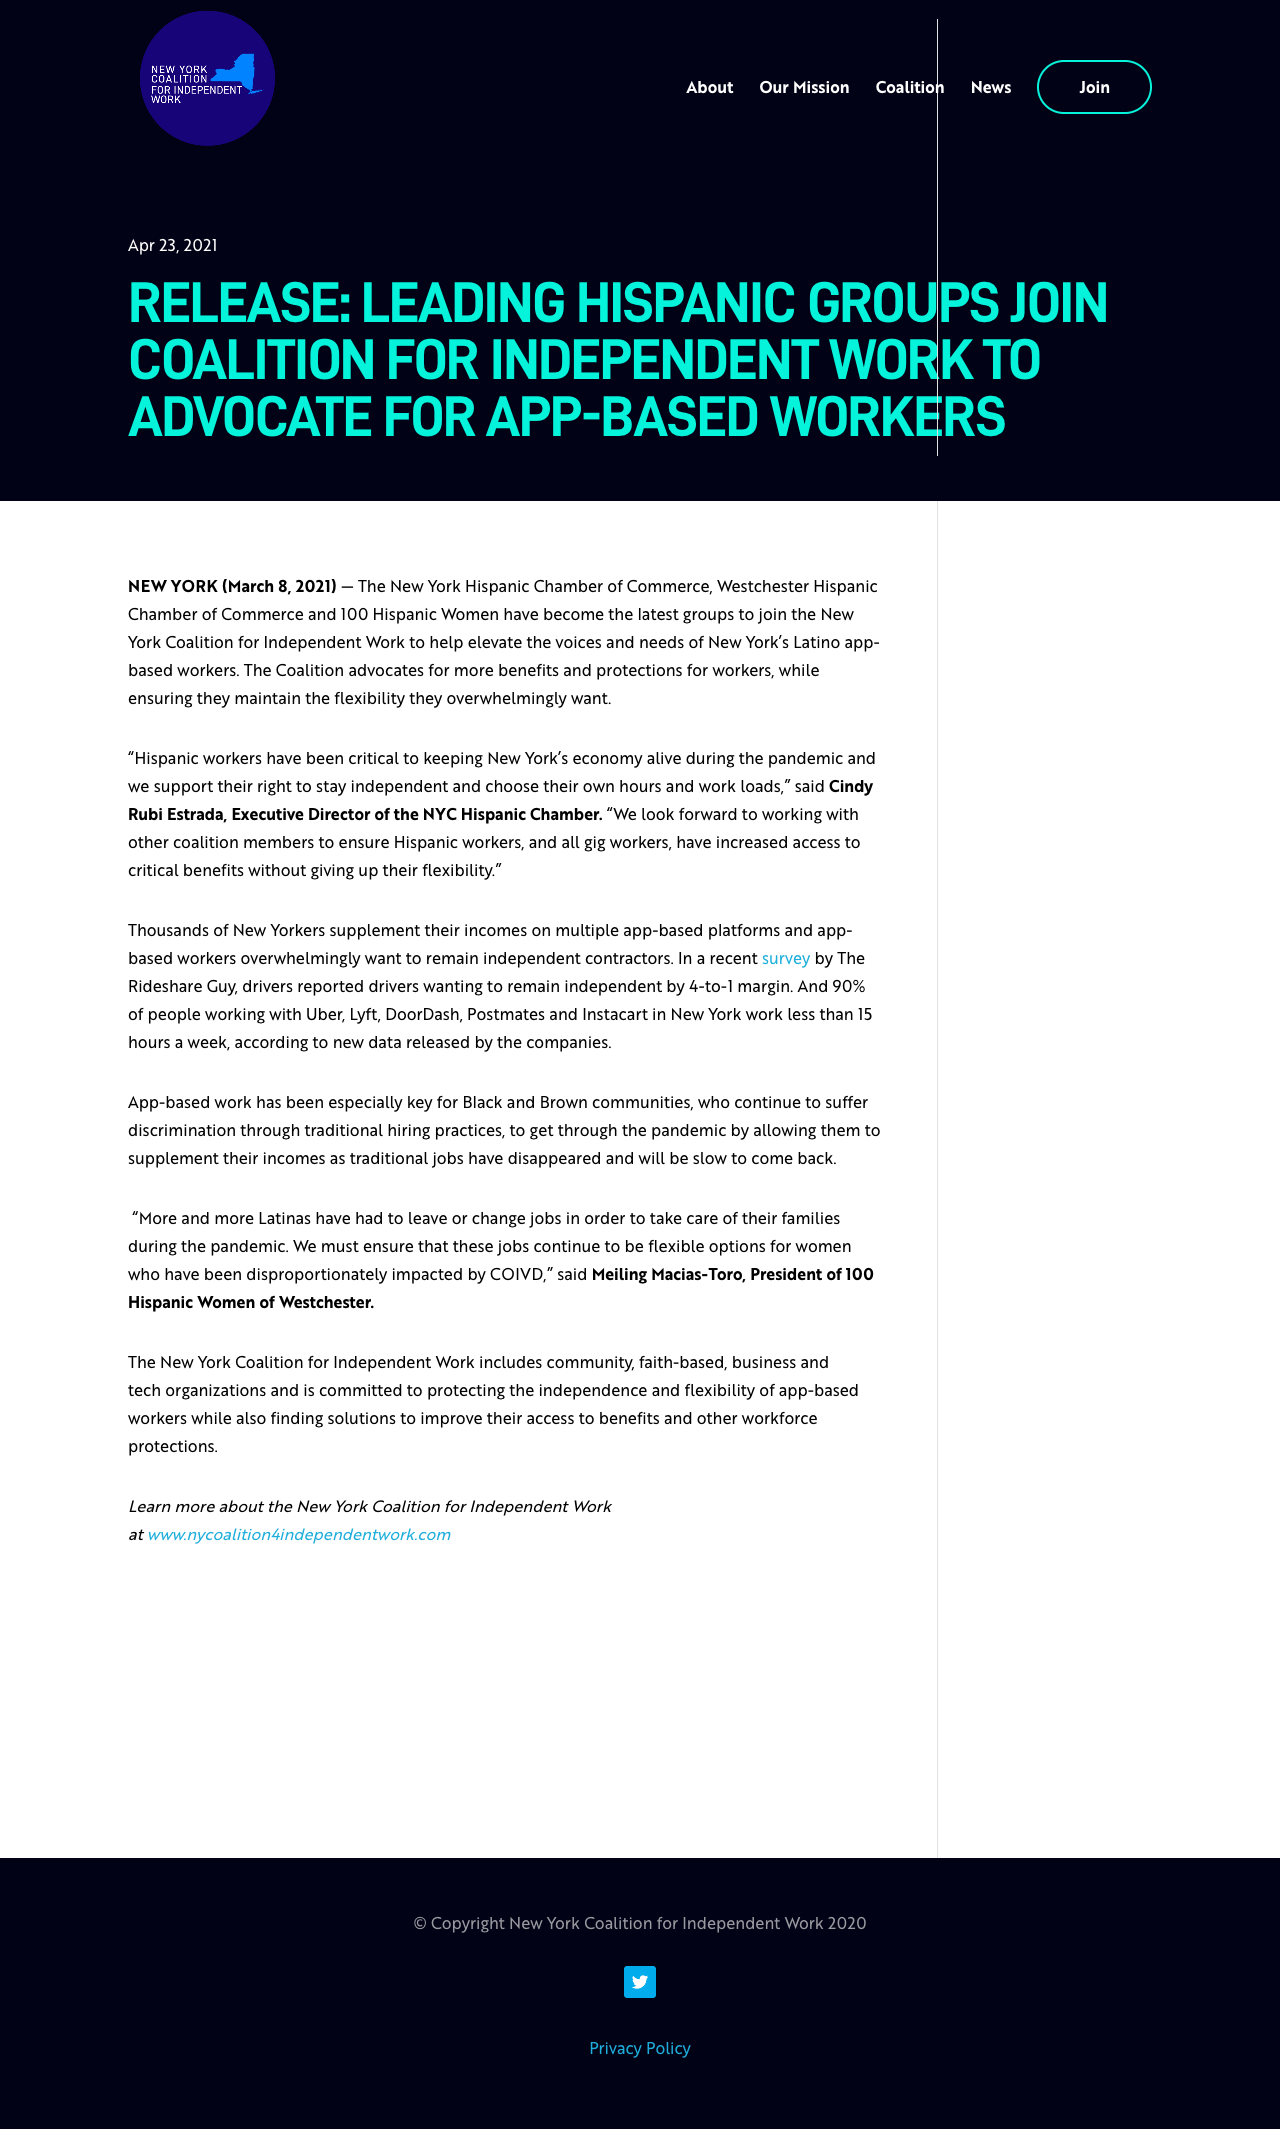 NEW YORK
COALITION
FOR INDEPENDENT
WORK
About Our Mission Coalition News Join
Apr 23, 2021
RELEASE: LEADING HISPANIC GROUPS JOIN
COALITION FOR INDEPENDENT WORK TO
ADVOCATE FOR APP-BASED WORKERS
NEW YORK (March 8, 2021) — The New York Hispanic Chamber of Commerce, Westchester Hispanic
Chamber of Commerce and 100 Hispanic Women have become the latest groups to join the New
York Coalition for Independent Work to help elevate the voices and needs of New York’s Latino app-
based workers. The Coalition advocates for more benefits and protections for workers, while
ensuring they maintain the flexibility they overwhelmingly want.
“Hispanic workers have been critical to keeping New York’s economy alive during the pandemic and
we support their right to stay independent and choose their own hours and work loads,” said Cindy
Rubi Estrada, Executive Director of the NYC Hispanic Chamber. “We look forward to working with
other coalition members to ensure Hispanic workers, and all gig workers, have increased access to
critical benefits without giving up their flexibility.”
Thousands of New Yorkers supplement their incomes on multiple app-based platforms and app-
based workers overwhelmingly want to remain independent contractors. In a recent survey by The
Rideshare Guy, drivers reported drivers wanting to remain independent by 4-to-1 margin. And 90%
of people working with Uber, Lyft, DoorDash, Postmates and Instacart in New York work less than 15
hours a week, according to new data released by the companies.
App-based work has been especially key for Black and Brown communities, who continue to suffer
discrimination through traditional hiring practices, to get through the pandemic by allowing them to
supplement their incomes as traditional jobs have disappeared and will be slow to come back.
“More and more Latinas have had to leave or change jobs in order to take care of their families
during the pandemic. We must ensure that these jobs continue to be flexible options for women
who have been disproportionately impacted by COIVD,” said Meiling Macias-Toro, President of 100
Hispanic Women of Westchester.
The New York Coalition for Independent Work includes community, faith-based, business and
tech organizations and is committed to protecting the independence and flexibility of app-based
workers while also finding solutions to improve their access to benefits and other workforce
protections.
Learn more about the New York Coalition for Independent Work
at www.nycoalition4independentwork.com
© Copyright New York Coalition for Independent Work 2020
Privacy Policy